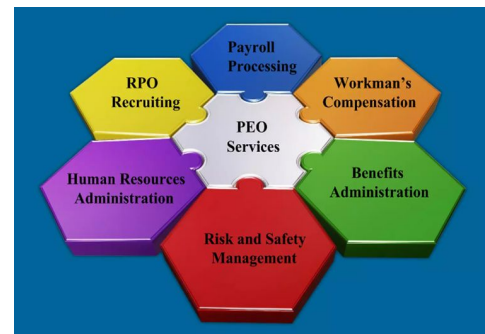 Payroll
Processing
RPO
Recruiting
Workman's
Compensation
PEO
Services
Human Resources
Administration
Benefits
Administration
Risk and Safety
Management